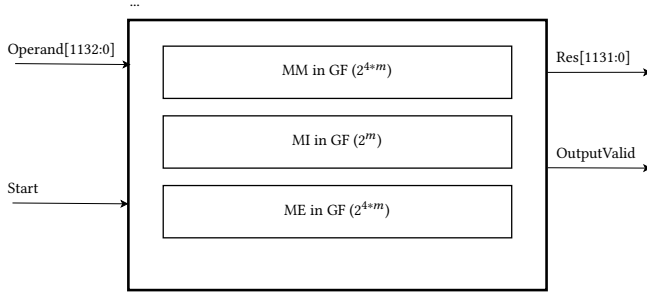 ...
Operand[1132:0]
MM in GF (2^{4*m})
Res[1131:0]
MI in GF (2^m)
OutputValid
Start
ME in GF (2^{4*m})